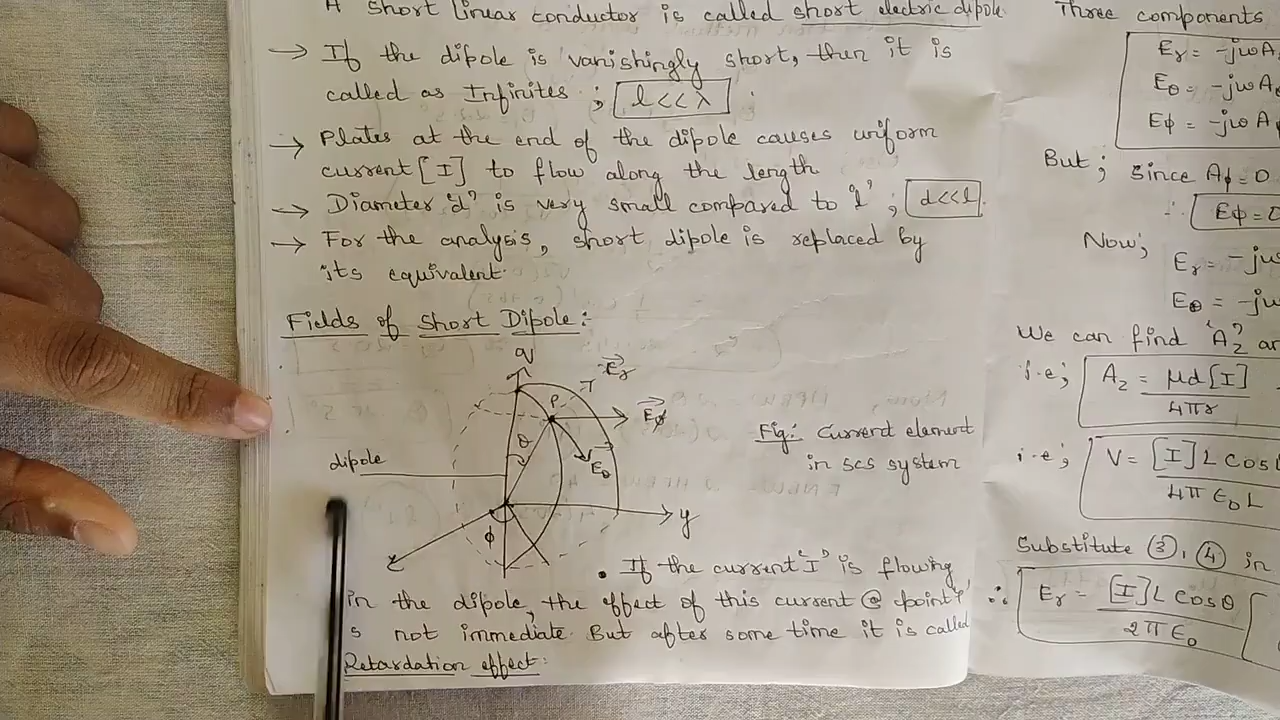 A short linear conductor is called short electric dipole
→ If the dipole is vanishingly short, then it is
called as Infinites ; l<<λ
→ Plates at the end of the dipole causes uniform
current [I] to flow along the length
→ Diameter 'd' is very small compared to 'l' ; d<<l.
→ For the analysis, short dipole is replaced by
its equivalent.
Fields of Short Dipole:
P
Er
Eφ
Eθ
θ
dipole
φ
y
Fig: Current element
in scs system
. If the current 'I' is flowing
in the dipole, the effect of this current @ point 'P'
is not immediate. But after some time it is called
Retardation effect:
Three components
Er = -jωA
Eθ = -jωAθ
Eφ = -jωA
But; since Aφ=0
∴ Eφ=0
Now;
Er = -jω
Eθ = -jω
We can find 'Az' an
i.e; Az = μd[I]
4πr
i.e; V = [I]L Cosθ
4π ε0 L
Substitute (3), (4) in
∴ Er = [I]L Cosθ
2π ε0